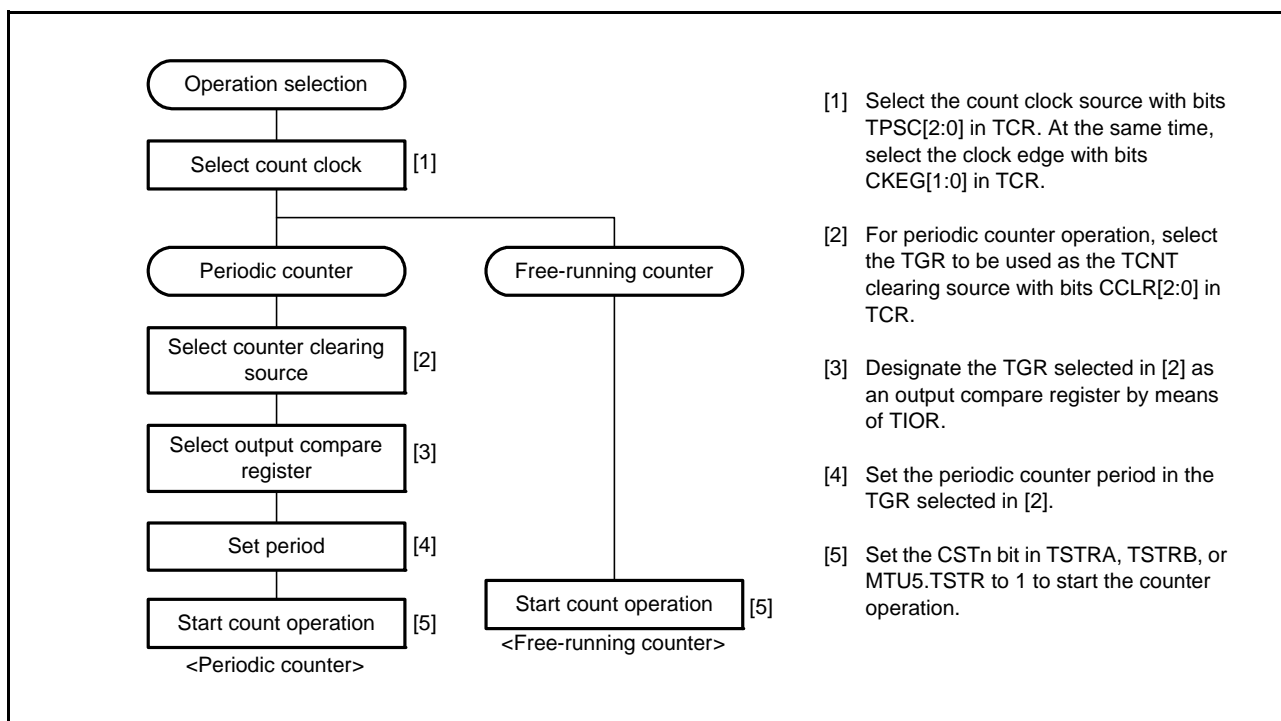 Operation selection
Select count clock
[1]
Periodic counter
Free-running counter
Select counter clearing
source
[2]
Select output compare
register
[3]
Set period
[4]
Start count operation
[5]
<Periodic counter>
Start count operation
[5]
<Free-running counter>
[1] Select the count clock source with bits
TPSC[2:0] in TCR. At the same time,
select the clock edge with bits
CKEG[1:0] in TCR.
[2] For periodic counter operation, select
the TGR to be used as the TCNT
clearing source with bits CCLR[2:0] in
TCR.
[3] Designate the TGR selected in [2] as
an output compare register by means
of TIOR.
[4] Set the periodic counter period in the
TGR selected in [2].
[5] Set the CSTn bit in TSTRA, TSTRB, or
MTU5.TSTR to 1 to start the counter
operation.